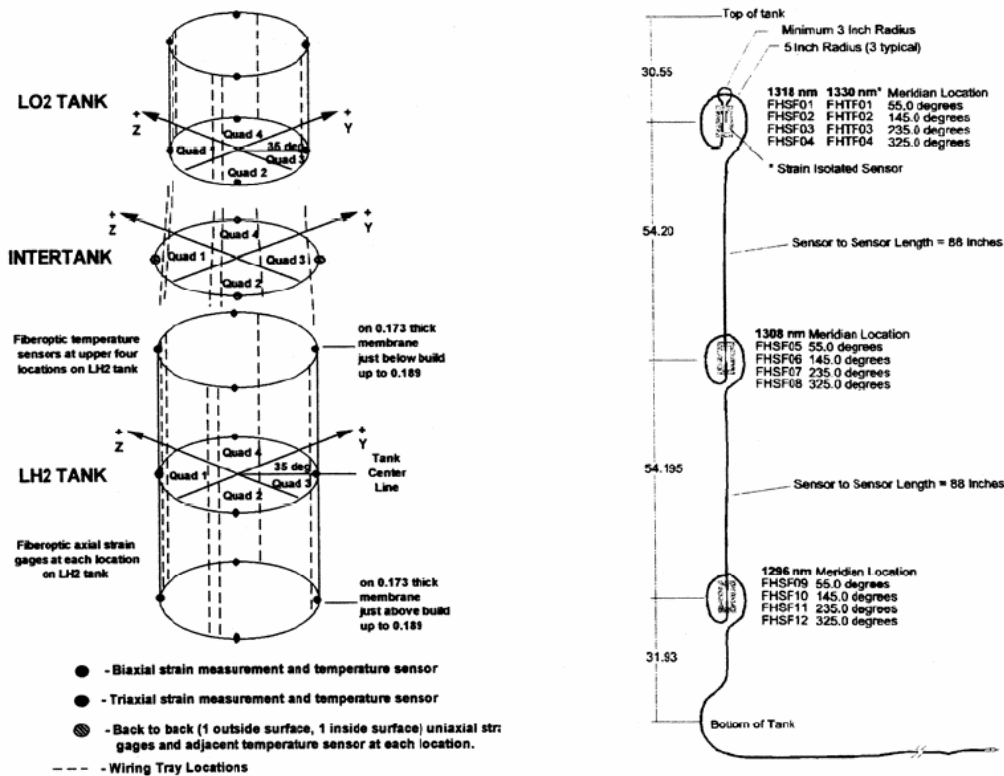 LO2 TANK
+
Z
+
Y
Quad 4
Quad 1
35 deg
Quad 3
Quad 2
INTERTANK
+
Z
+
Y
Quad 4
Quad 1
Quad 3
Quad 2
Fiberoptic temperature
sensors at upper four
locations on LH2 tank
on 0.173 thick
membrane
just below build
up to 0.189
LH2 TANK
+
Z
+
Y
Quad 4
Quad 1
35 deg
Quad 3
Quad 2
Tank
Center
Line
Fiberoptic axial strain
gages at each location
on LH2 tank
on 0.173 thick
membrane
just above build
up to 0.189
- Biaxial strain measurement and temperature sensor
- Triaxial strain measurement and temperature sensor
- Back to back (1 outside surface, 1 inside surface) uniaxial stra
gages and adjacent temperature sensor at each location.
- Wiring Tray Locations
Top of tank
Minimum 3 Inch Radius
5 Inch Radius (3 typical)
30.55
1318 nm 1330 nm* Meridian Location
FHSF01 FHTF01 55.0 degrees
FHSF02 FHTF02 145.0 degrees
FHSF03 FHTF03 235.0 degrees
FHSF04 FHTF04 325.0 degrees
* Strain Isolated Sensor
54.20
Sensor to Sensor Length = 88 Inches
1308 nm Meridian Location
FHSF05 55.0 degrees
FHSF06 145.0 degrees
FHSF07 235.0 degrees
FHSF08 325.0 degrees
54.195
Sensor to Sensor Length = 88 Inches
1296 nm Meridian Location
FHSF09 55.0 degrees
FHSF10 145.0 degrees
FHSF11 235.0 degrees
FHSF12 325.0 degrees
31.93
Bottom of Tank